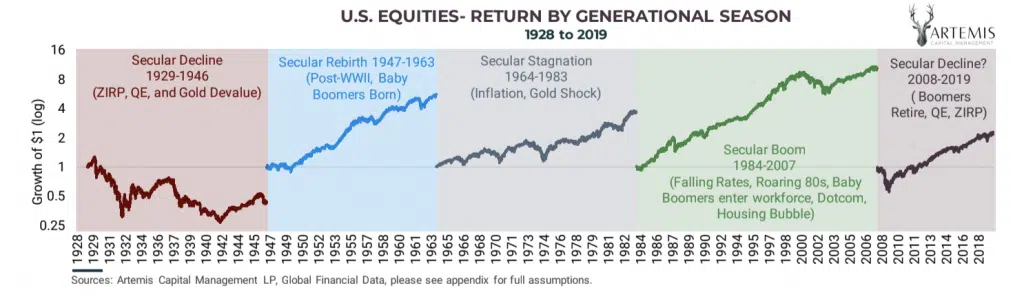 U.S. EQUITIES- RETURN BY GENERATIONAL SEASON
1928 to 2019
ARTEMIS
CAPITAL MANAGEMENT
Growth of $1 (log)
16
8
4
2
1
0.5
0.25
Secular Decline
1929-1946
(ZIRP, QE, and Gold Devalue)
Secular Rebirth 1947-1963
(Post-WWII, Baby
Boomers Born)
Secular Stagnation
1964-1983
(Inflation, Gold Shock)
Secular Boom
1984-2007
(Falling Rates, Roaring 80s, Baby
Boomers enter workforce, Dotcom,
Housing Bubble)
Secular Decline?
2008-2019
( Boomers
Retire, QE, ZIRP)
1928 1929 1931 1932 1934 1936 1937 1939 1941 1942 1944 1945 1947 1949 1950 1952 1954 1955 1957 1958 1960 1962 1963 1965 1967 1968 1970 1971 1973 1975 1976 1978 1979 1981 1982 1984 1986 1987 1989 1990 1992 1994 1995 1997 1998 2000 2002 2003 2005 2006 2008 2010 2011 2013 2014 2016 2018
Sources: Artemis Capital Management LP, Global Financial Data, please see appendix for full assumptions.